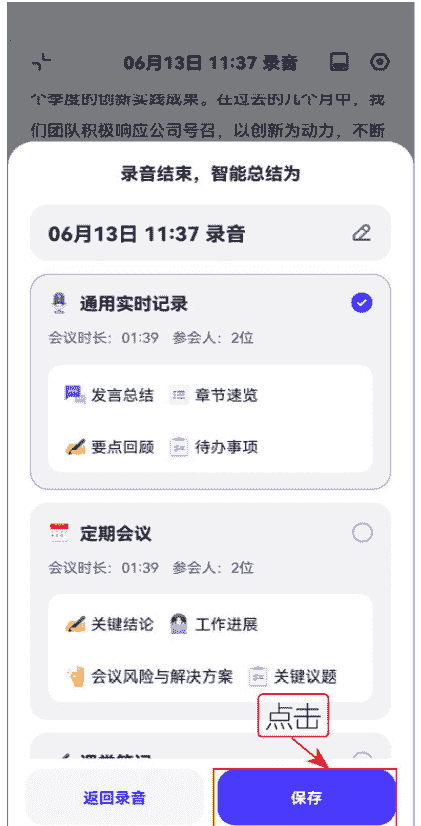 06月13日 11:37 录音
个季度的创新实践成果。在过去的几个月中，我
们团队积极响应公司号召，以创新为动力，不断
录音结束，智能总结为
06月13日 11:37 录音
通用实时记录
会议时长：01:39 参会人：2位
发言总结 章节速览
要点回顾 待办事项
定期会议
会议时长：01:39 参会人：2位
关键结论 工作进展
会议风险与解决方案 关键议题
点击
返回录音 保存